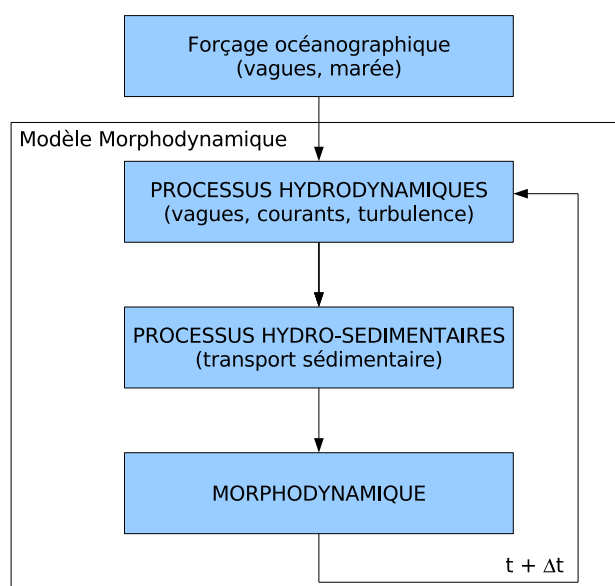 Forçage océanographique
(vagues, marée)
Modèle Morphodynamique
PROCESSUS HYDRODYNAMIQUES
(vagues, courants, turbulence)
PROCESSUS HYDRO-SEDIMENTAIRES
(transport sédimentaire)
MORPHODYNAMIQUE
t + Δt